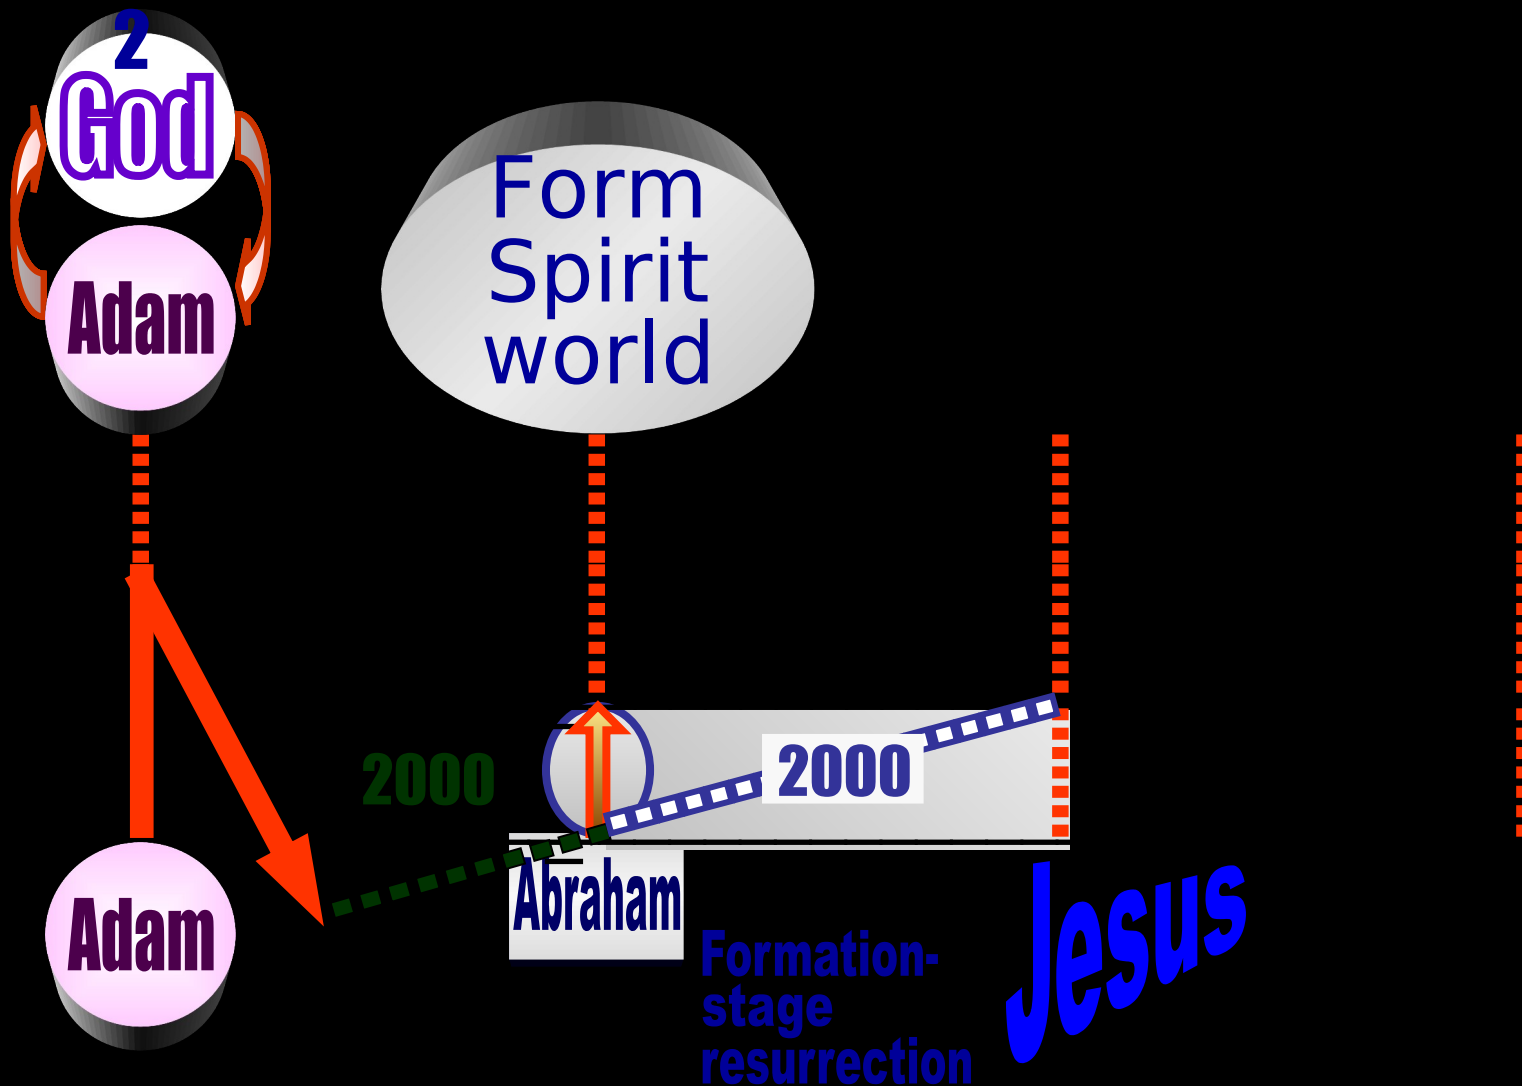 2
God
Adam
Form
Spirit
world
2000
2000
Adam
Abraham
Formation-
stage
resurrection
Jesus